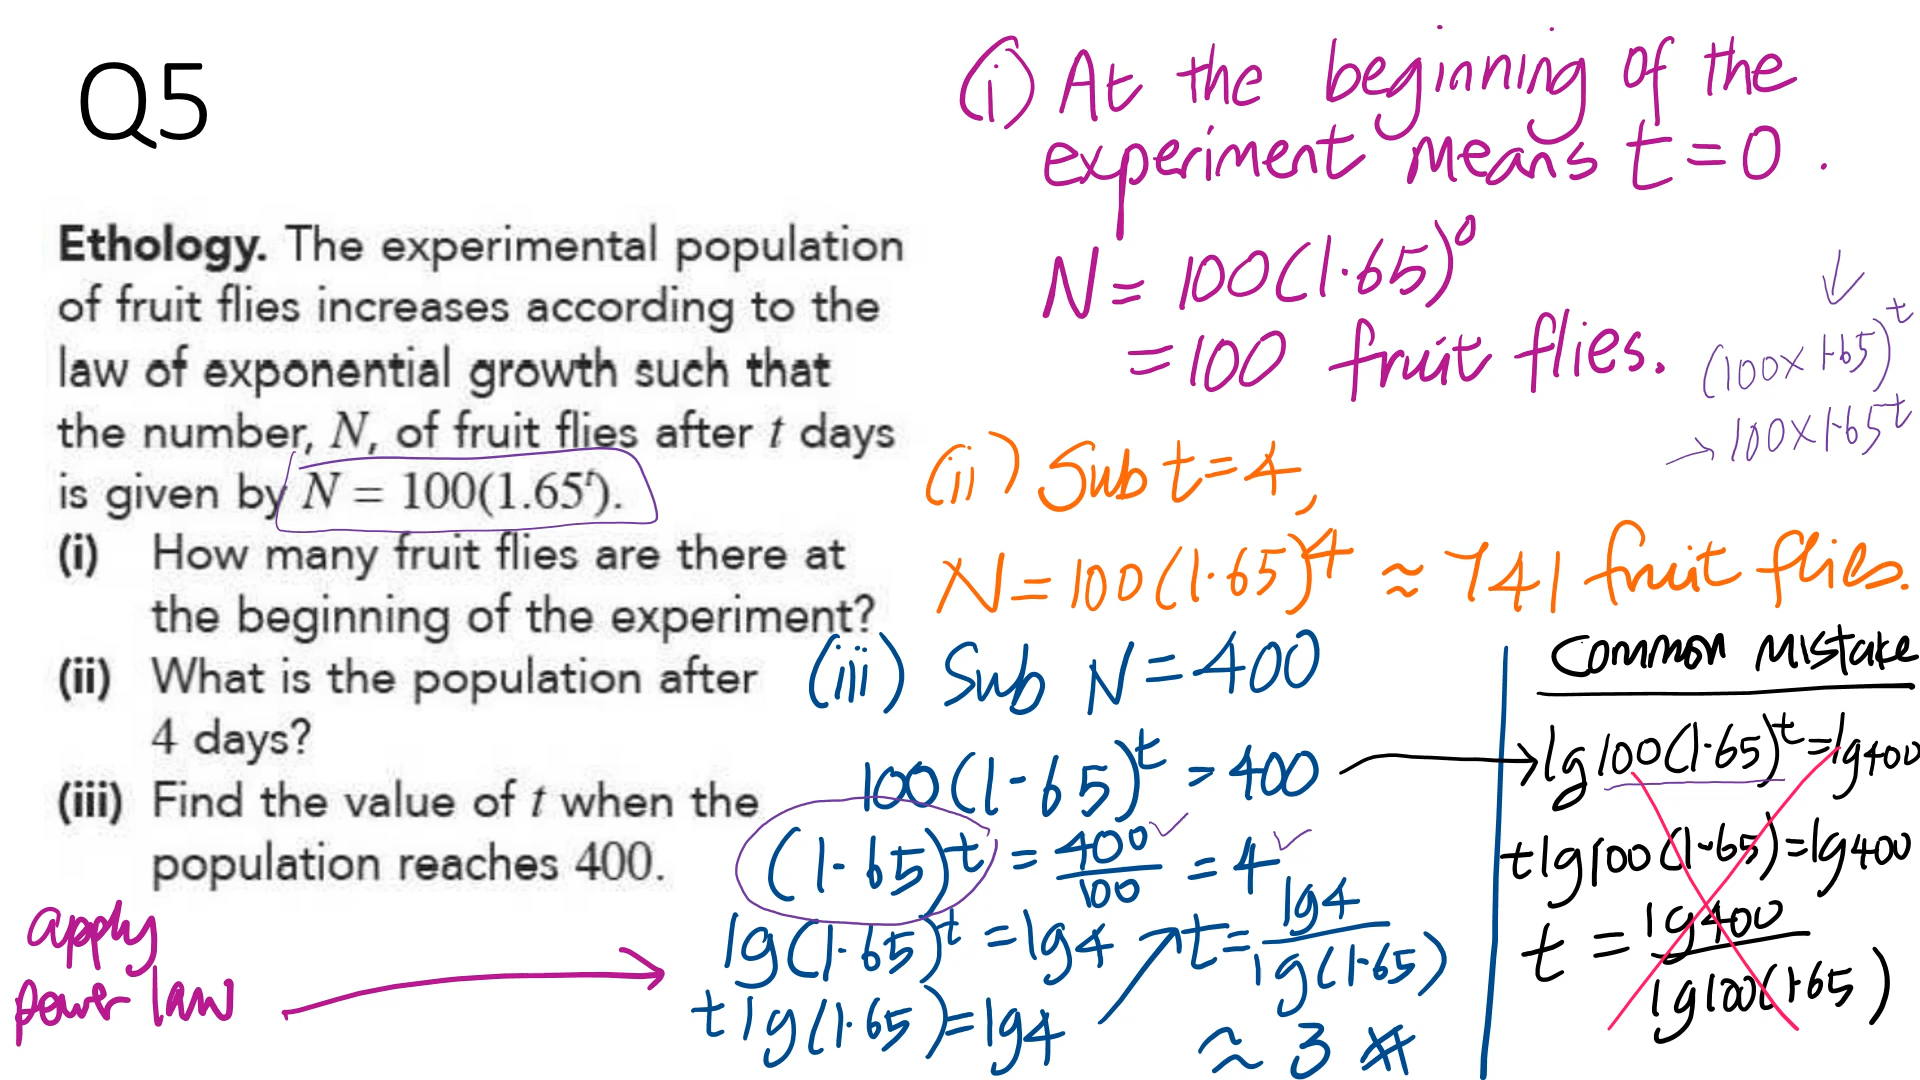 Q5
Ethology. The experimental population
of fruit flies increases according to the
law of exponential growth such that
the number, N, of fruit flies after t days
is given by N = 100(1.65ᵗ).
(i) How many fruit flies are there at
the beginning of the experiment?
(ii) What is the population after
4 days?
(iii) Find the value of t when the
population reaches 400.
apply
power law
(i) At the beginning of the
experiment means t = 0.
N = 100(1.65)⁰
= 100 fruit flies.
(100×1.65)ᵗ
→ 100×1.65ᵗ
(ii) Sub t = 4,
N = 100(1.65)⁴ ≈ 741 fruit flies.
(iii) Sub N = 400
100(1.65)ᵗ = 400
(1.65)ᵗ = 400/100 = 4
lg(1.65)ᵗ = lg4
t lg(1.65) = lg4
t = lg4/lg(1.65)
≈ 3 #
Common Mistake
lg100(1.65)ᵗ = lg400
t lg100(1.65) = lg400
t = lg400/lg100(1.65)